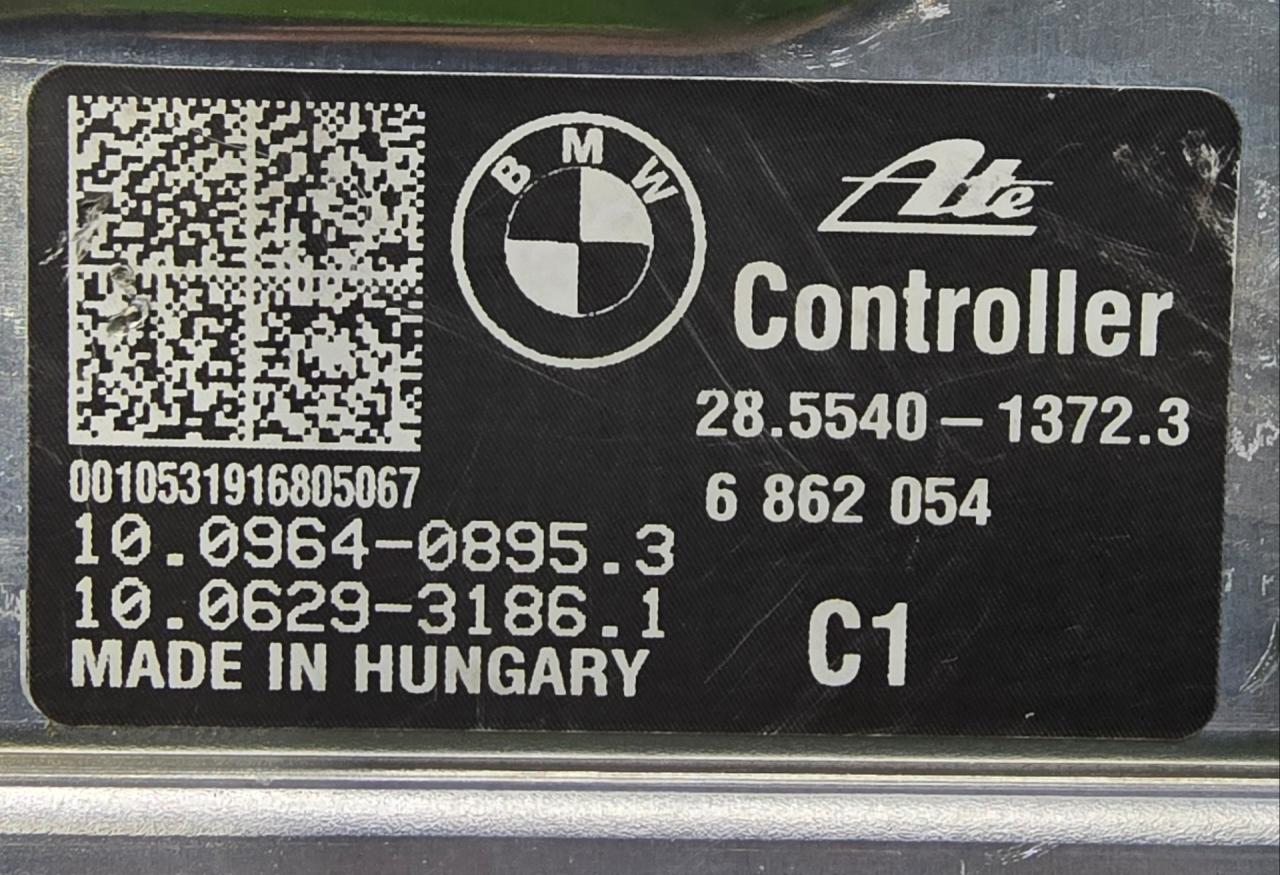 BMW
Ate
Controller
28.5540-1372.3
6 862 054
C1
0010531916805067
10.0964-0895.3
10.0629-3186.1
MADE IN HUNGARY